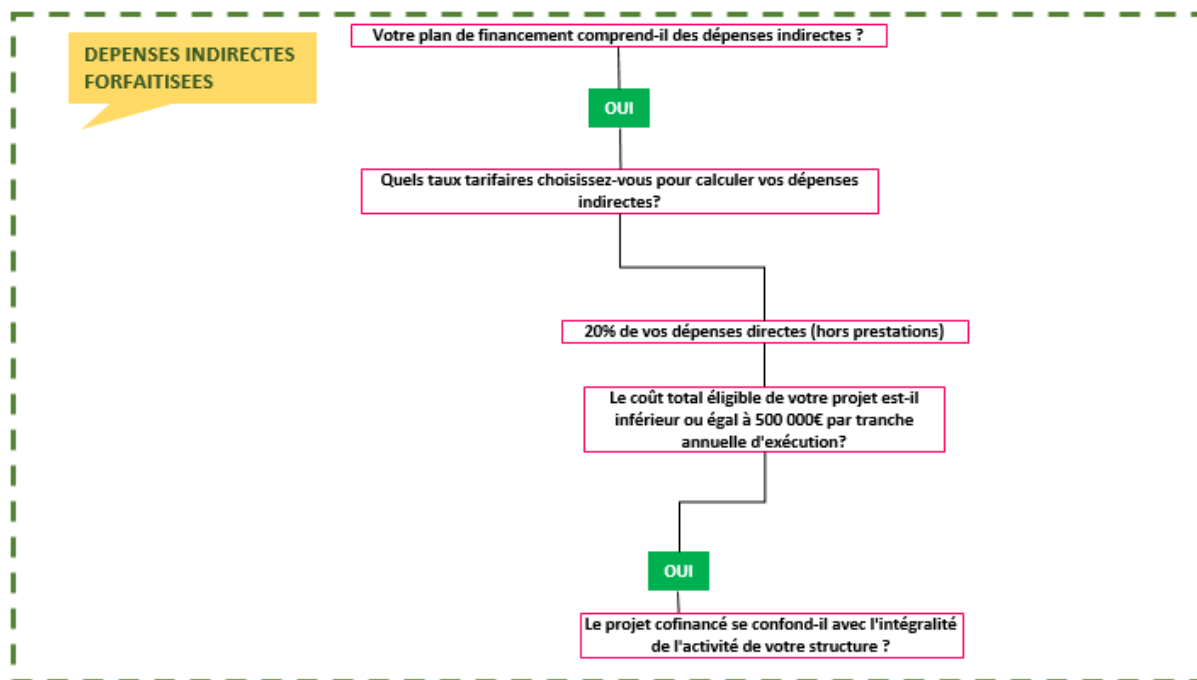 Votre plan de financement comprend-il des dépenses indirectes ?
DEPENSES INDIRECTES
FORFAITISEES
OUI
Quels taux tarifaires choisissez-vous pour calculer vos dépenses
indirectes?
20% de vos dépenses directes (hors prestations)
Le coût total éligible de votre projet est-il
inférieur ou égal à 500 000€ par tranche
annuelle d'exécution?
OUI
Le projet cofinancé se confond-il avec l'intégralité
de l'activité de votre structure ?